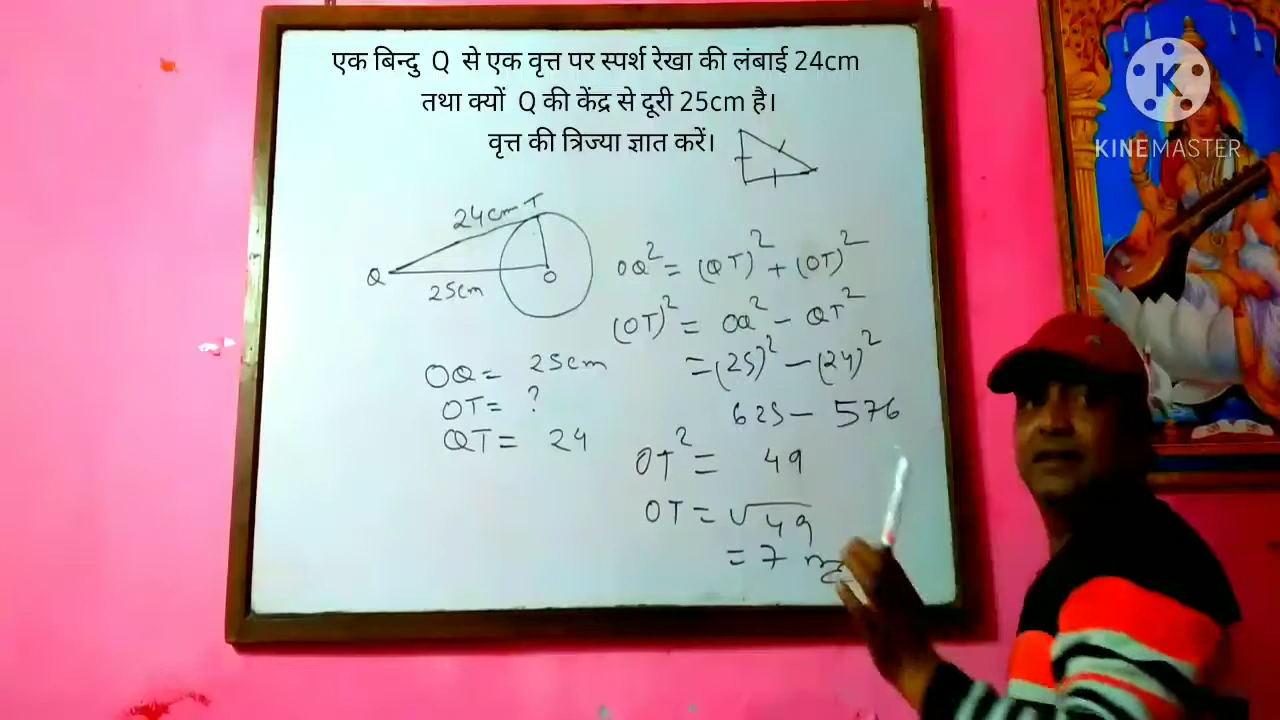 एक बिन्दु Q से एक वृत्त पर स्पर्श रेखा की लंबाई 24cm
तथा क्यों Q की केंद्र से दूरी 25cm है।
वृत्त की त्रिज्या ज्ञात करें।
K
KINEMASTER
24cm T
Q
O
25cm
OQ = 25cm
OT = ?
QT = 24
OQ² = (QT)² + (OT)²
(OT)² = OQ² - QT²
= (25)² - (24)²
625 - 576
OT² = 49
OT = √49
= 7